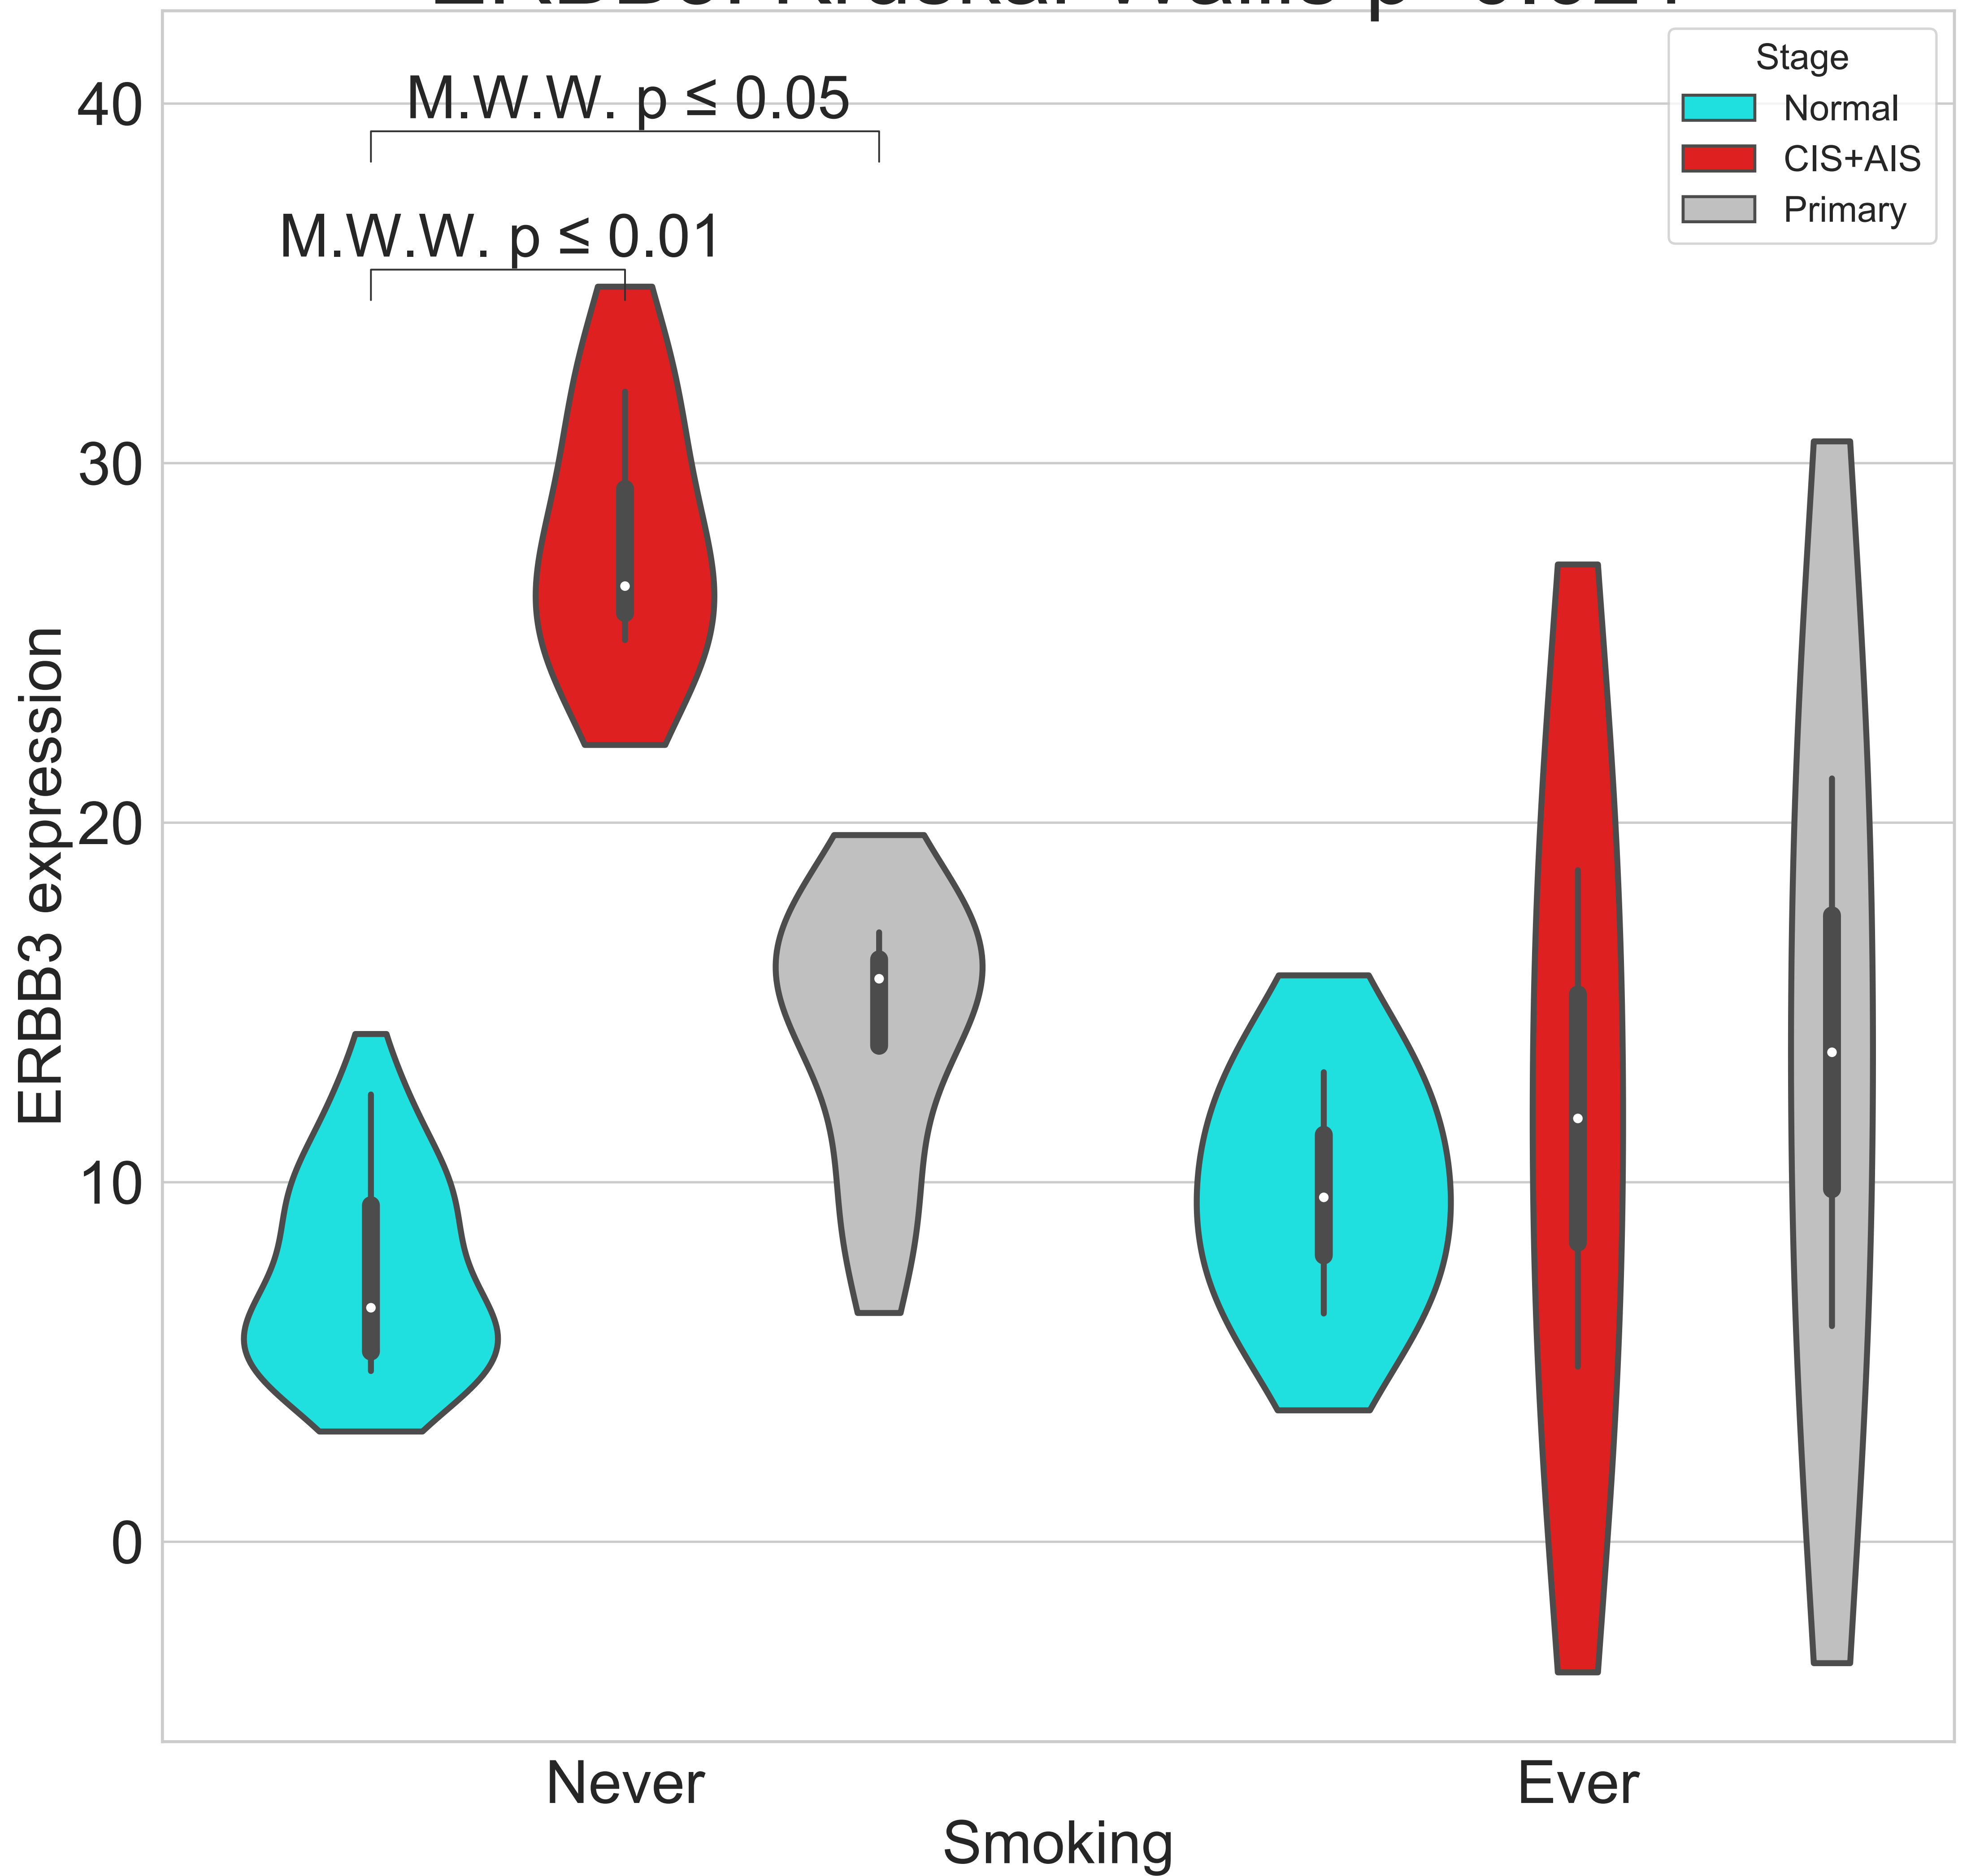 M.W.W. p ≤ 0.05
M.W.W. p ≤ 0.01
Stage
Normal
CIS+AIS
Primary
40
30
20
10
0
ERBB3 expression
Never
Ever
Smoking